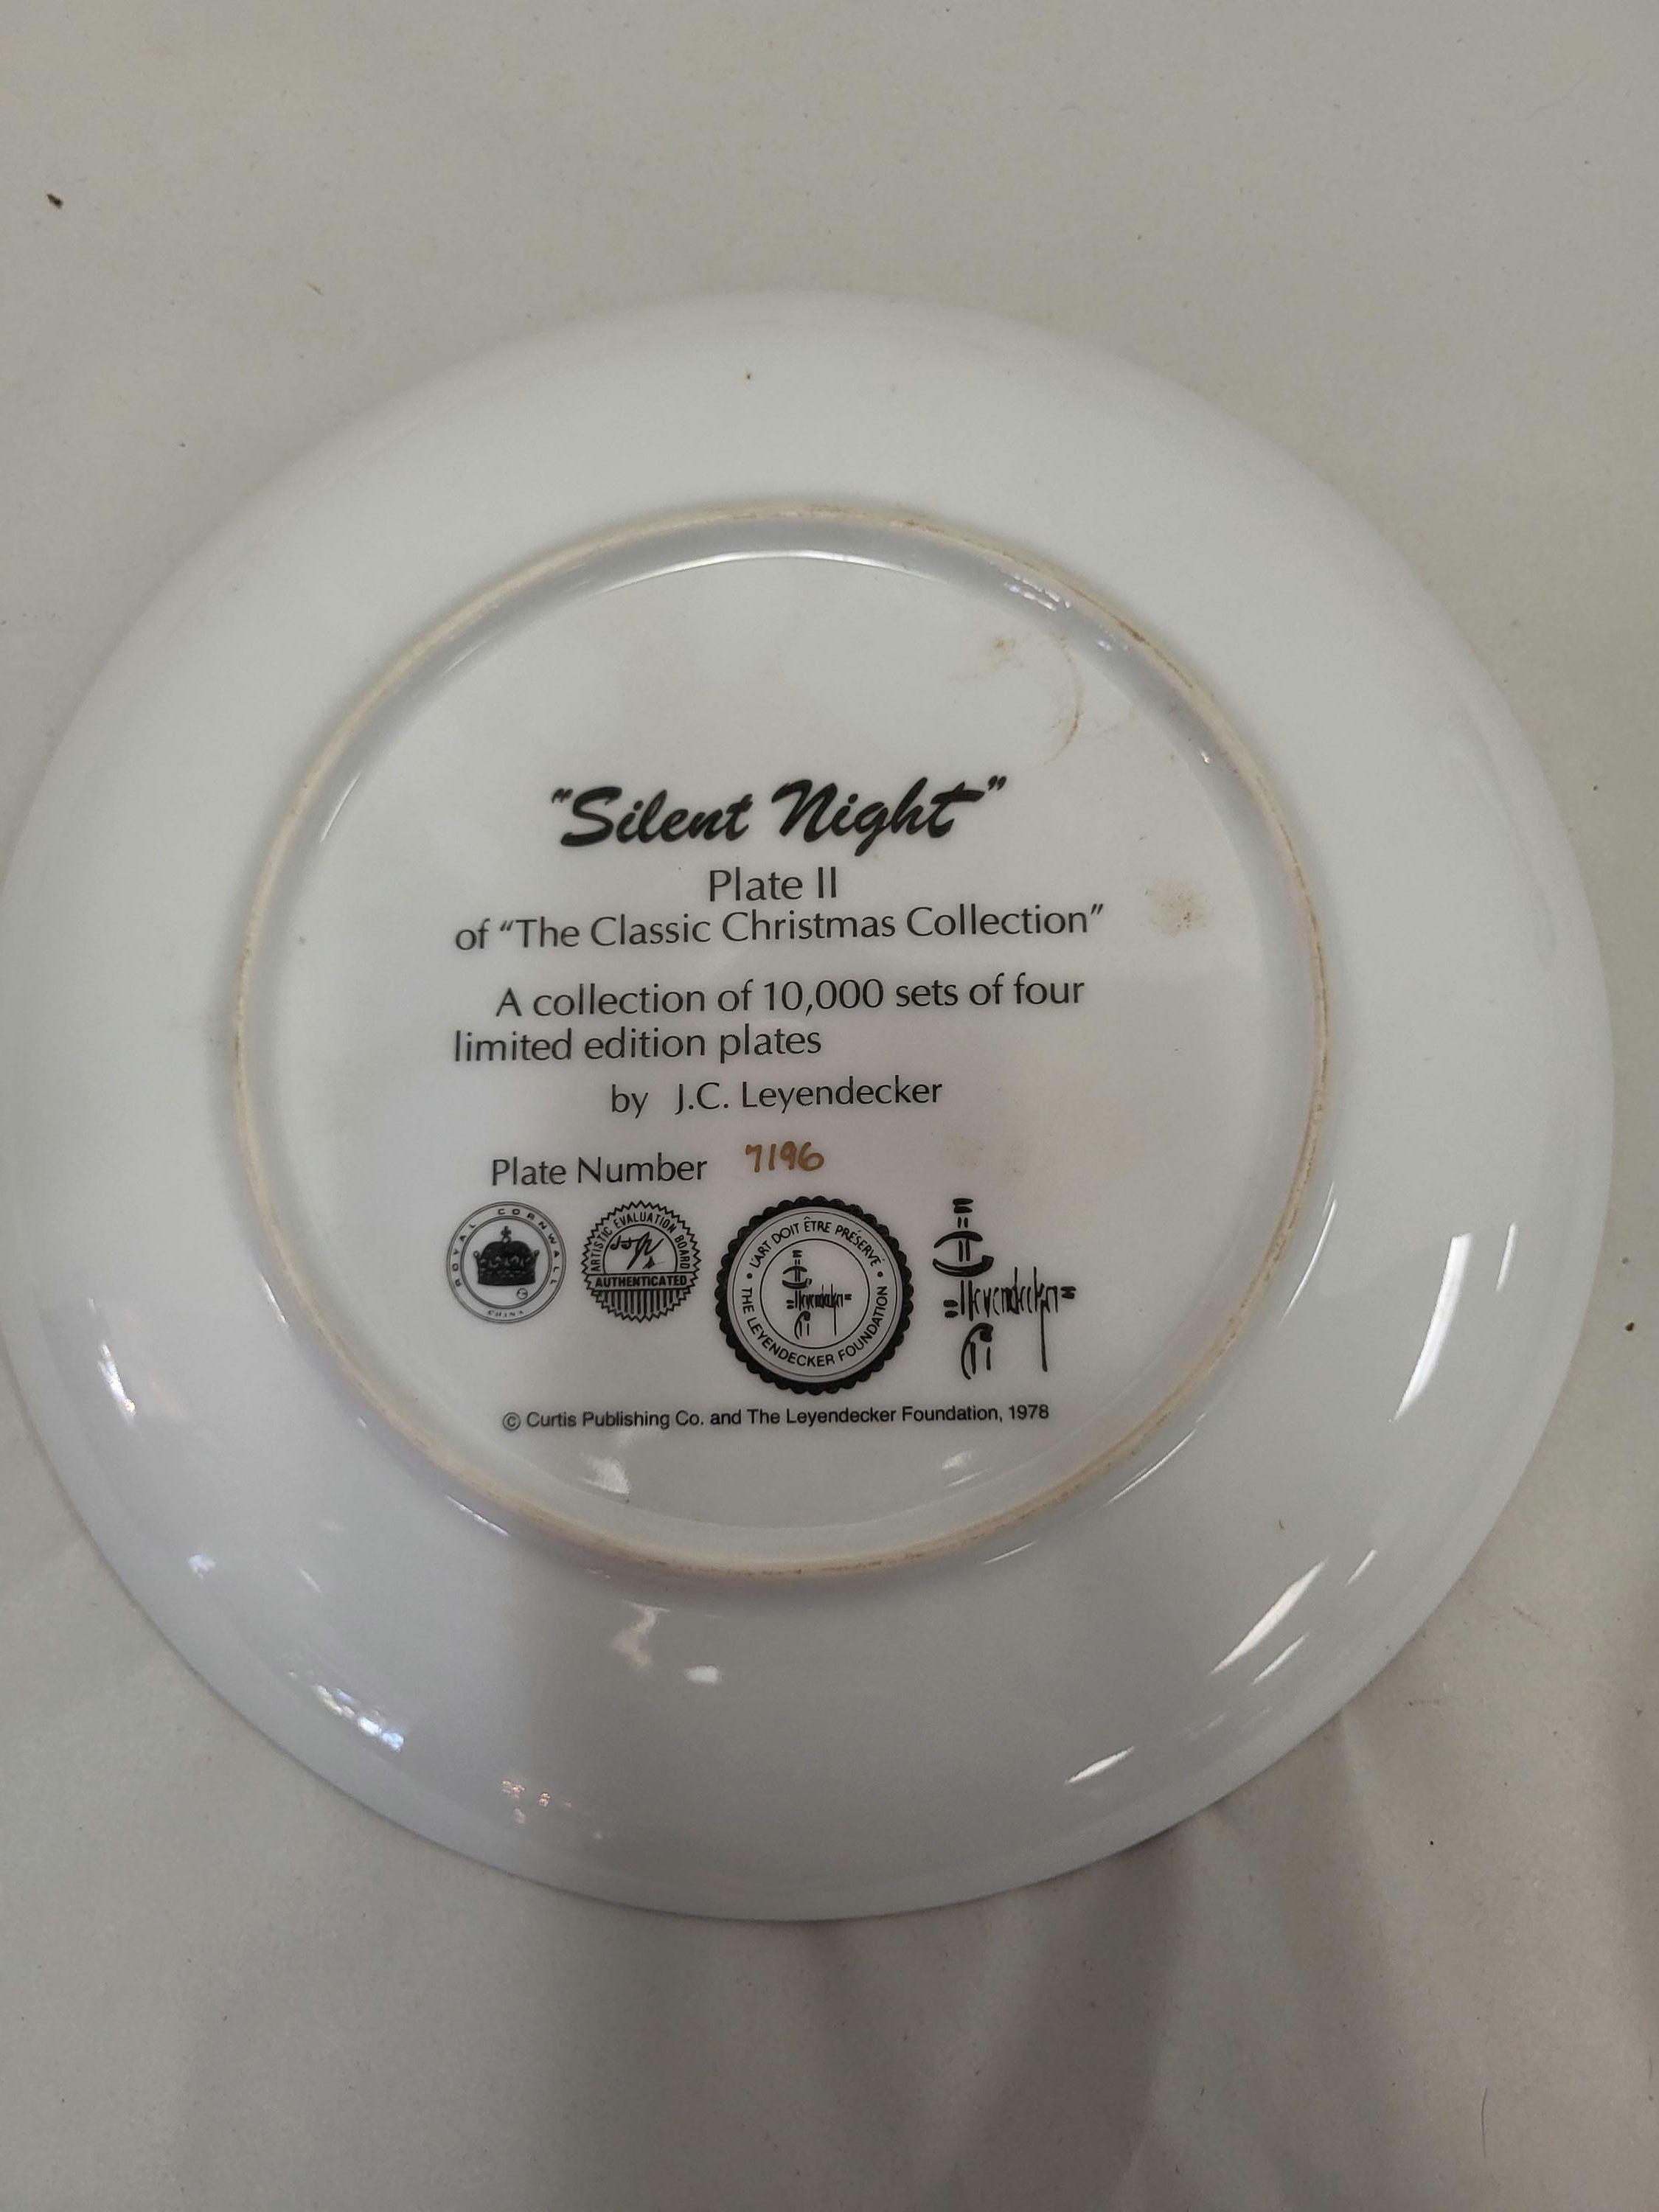 "Silent Night"
Plate II
of "The Classic Christmas Collection"
A collection of 10,000 sets of four
limited edition plates
by J.C. Leyendecker
Plate Number 7196
ROYAL CORNWALL
CHINA
ARTISTIC EVALUATION BOARD
AUTHENTICATED
• L'ART DOIT ÊTRE PRÉSERVÉ •
THE LEYENDECKER FOUNDATION
JC
Leyendecker
© Curtis Publishing Co. and The Leyendecker Foundation, 1978